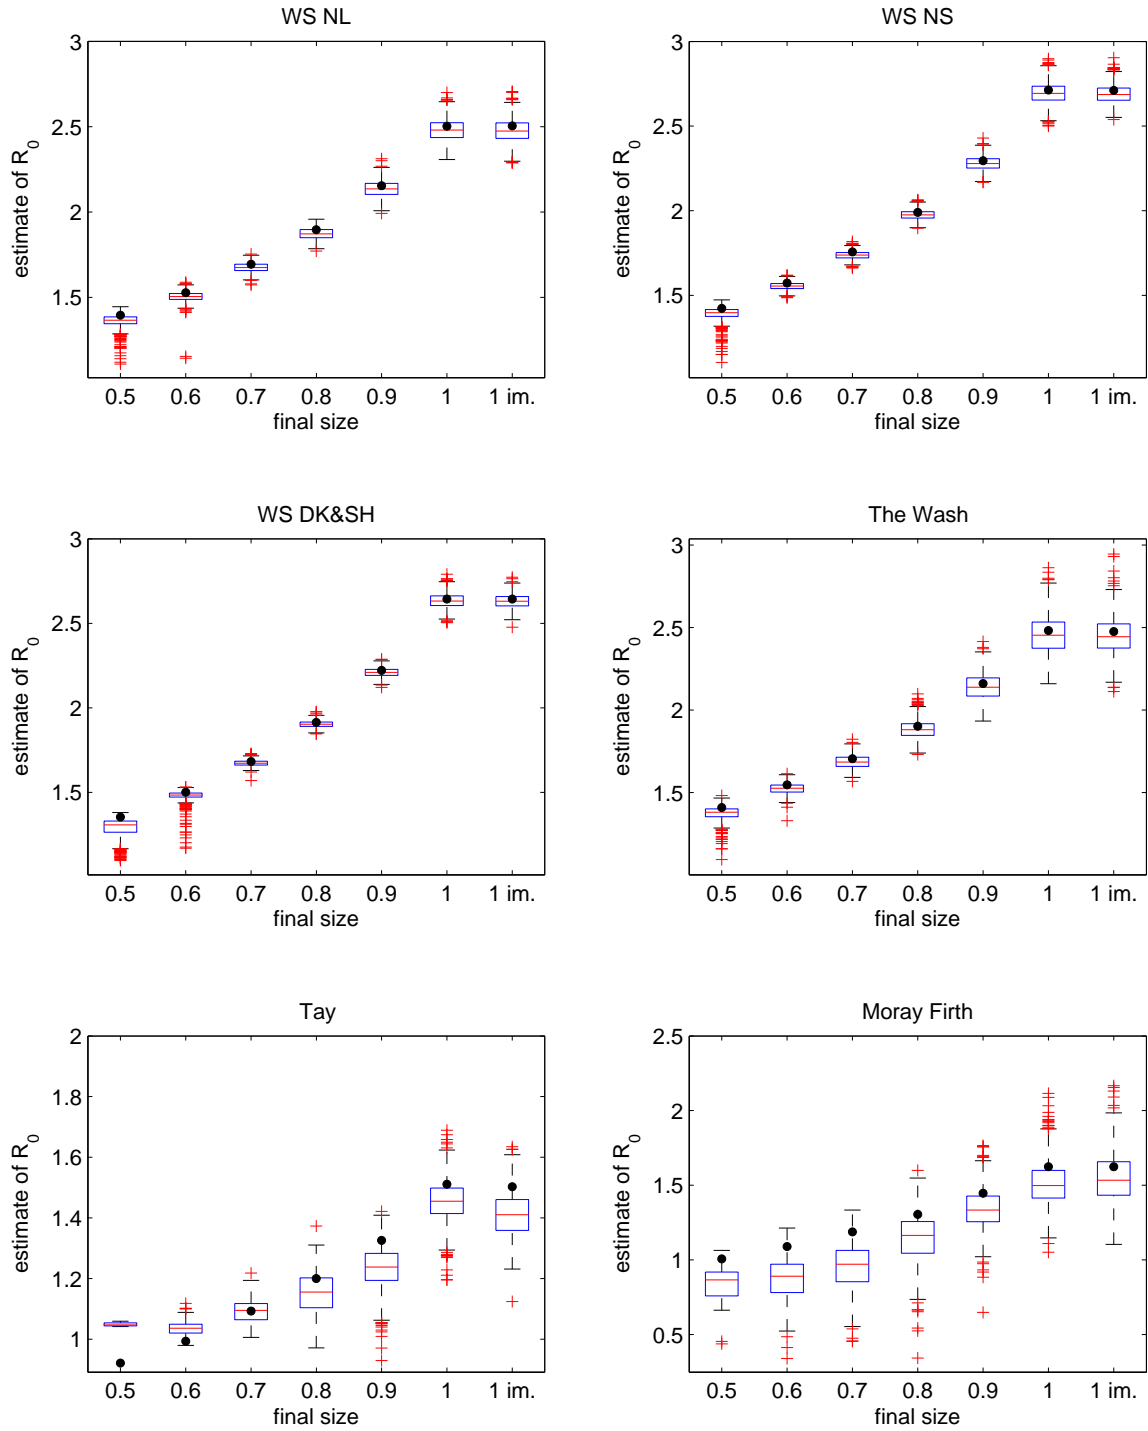 WS NL
3
2.5
2
1.5
estimate of R_0
0.5 0.6 0.7 0.8 0.9 1 1 im.
final size
WS NS
3
2.5
2
1.5
estimate of R_0
0.5 0.6 0.7 0.8 0.9 1 1 im.
final size
WS DK&SH
3
2.5
2
1.5
estimate of R_0
0.5 0.6 0.7 0.8 0.9 1 1 im.
final size
The Wash
3
2.5
2
1.5
estimate of R_0
0.5 0.6 0.7 0.8 0.9 1 1 im.
final size
Tay
2
1.8
1.6
1.4
1.2
1
estimate of R_0
0.5 0.6 0.7 0.8 0.9 1 1 im.
final size
Moray Firth
2.5
2
1.5
1
0.5
estimate of R_0
0.5 0.6 0.7 0.8 0.9 1 1 im.
final size